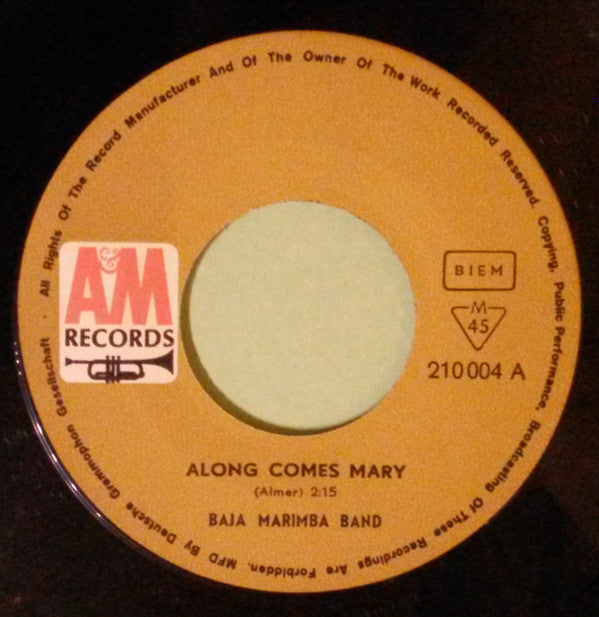 All Rights Of The Record Manufacturer And Of The Owner Of The Work Recorded Reserved. Copying, Public Performance, Broadcasting Of These Recordings Are Forbidden. MFD By Deutsche Grammophon Gesellschaft ·
A&M
RECORDS
BIEM
M
45
210 004 A
ALONG COMES MARY
(Almer) 2:15
BAJA MARIMBA BAND